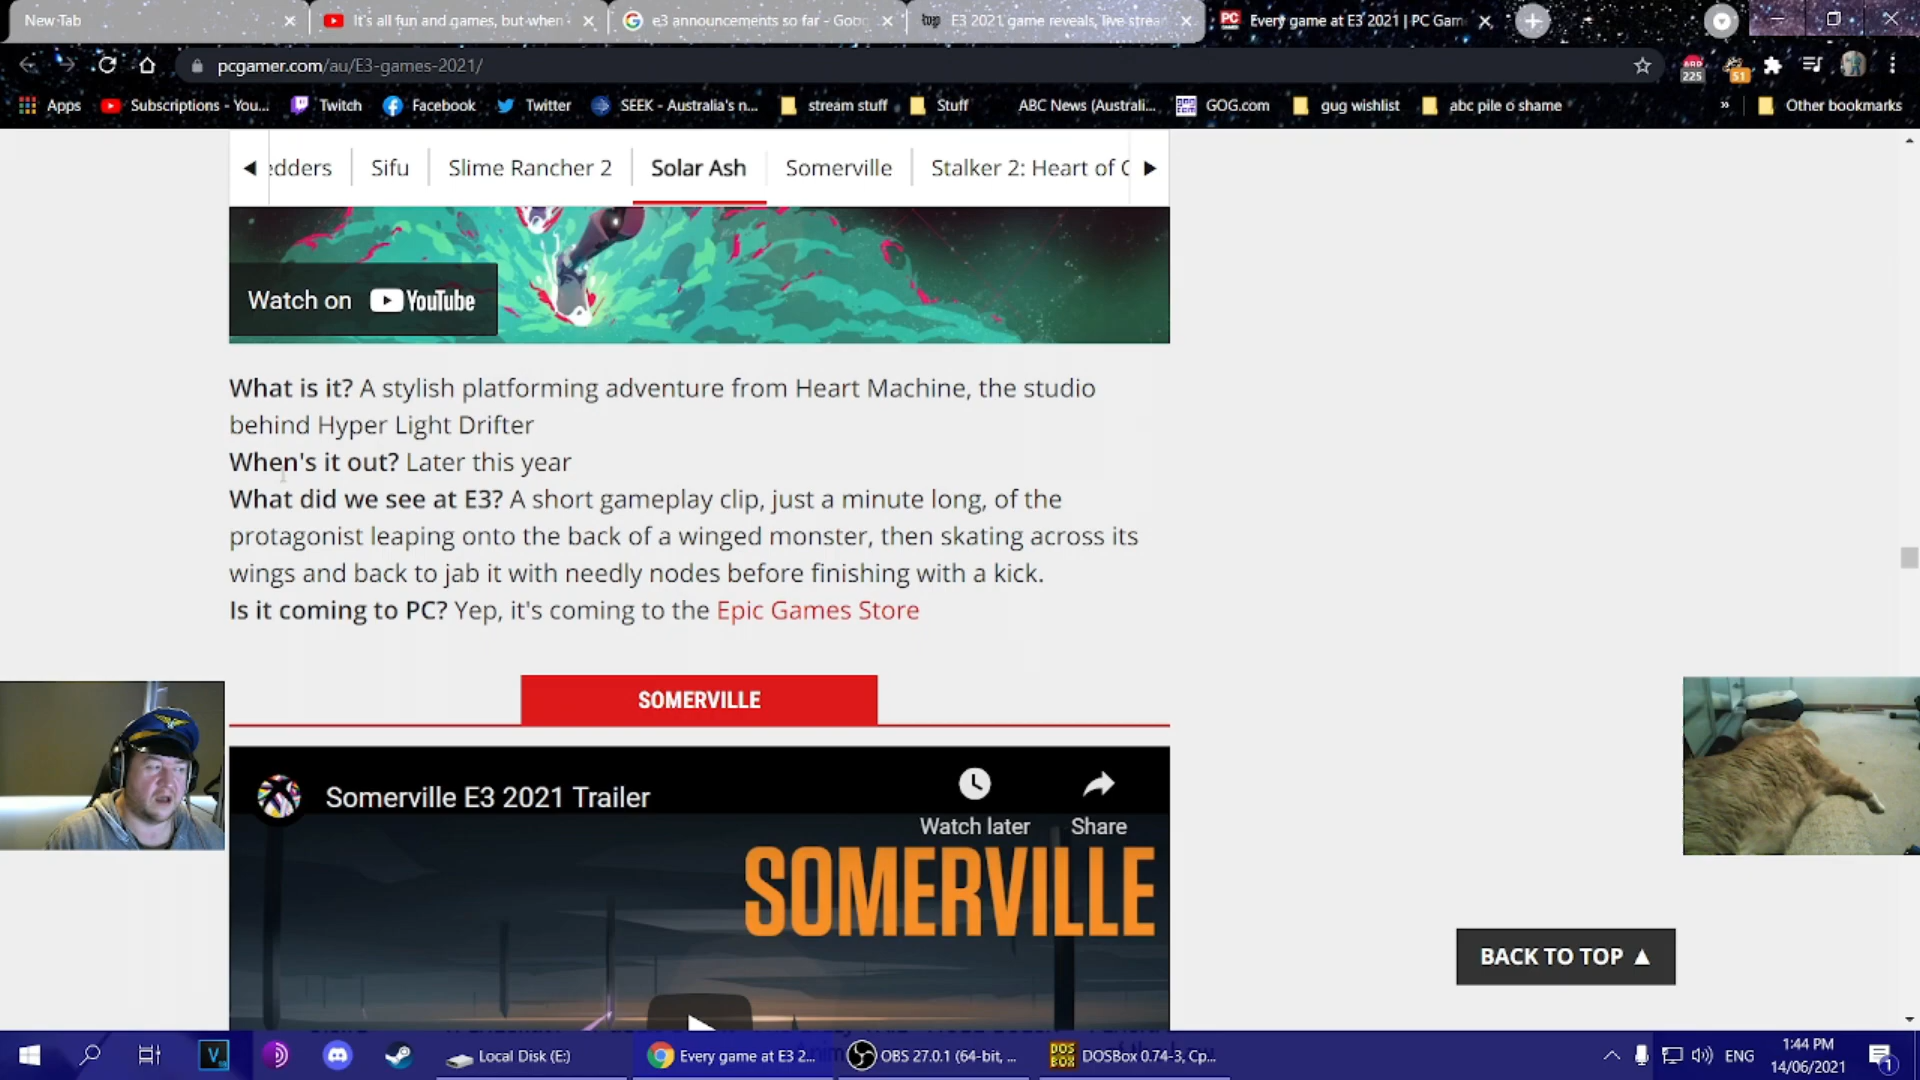 New Tab
It's all fun and games, but when
e3 announcements so far - Goo
E3 2021 game reveals, live strea
Every game at E3 2021 | PC Gam
pcgamer.com/au/E3-games-2021/
225
51
Apps
Subscriptions - You...
Twitch
Facebook
Twitter
SEEK - Australia's n...
stream stuff
Stuff
ABC News (Australi...
GOG.com
gug wishlist
abc pile o shame
»
Other bookmarks
edders
Sifu
Slime Rancher 2
Solar Ash
Somerville
Stalker 2: Heart of C
Watch on YouTube
What is it? A stylish platforming adventure from Heart Machine, the studio
behind Hyper Light Drifter
When's it out? Later this year
What did we see at E3? A short gameplay clip, just a minute long, of the
protagonist leaping onto the back of a winged monster, then skating across its
wings and back to jab it with needly nodes before finishing with a kick.
Is it coming to PC? Yep, it's coming to the Epic Games Store
SOMERVILLE
Somerville E3 2021 Trailer
Watch later
Share
SOMERVILLE
BACK TO TOP ▲
Local Disk (E:)
Every game at E3 2...
OBS 27.0.1 (64-bit, ...
DOSBox 0.74-3, Cp...
ENG
1:44 PM
14/06/2021
1